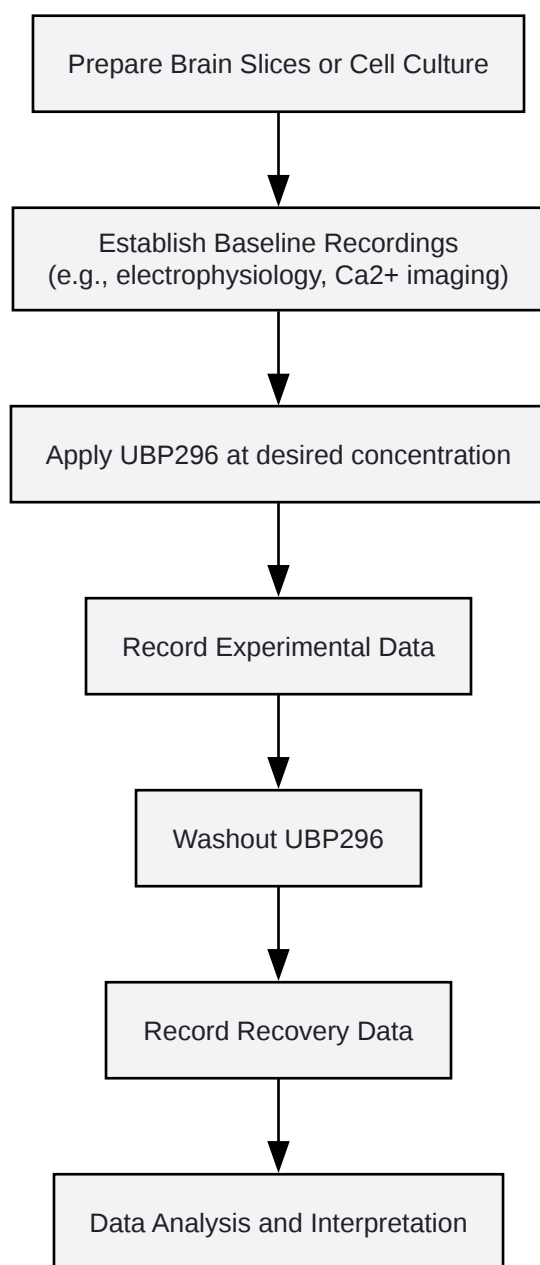 Prepare Brain Slices or Cell Culture
Establish Baseline Recordings
(e.g., electrophysiology, Ca2+ imaging)
Apply UBP296 at desired concentration
Record Experimental Data
Washout UBP296
Record Recovery Data
Data Analysis and Interpretation